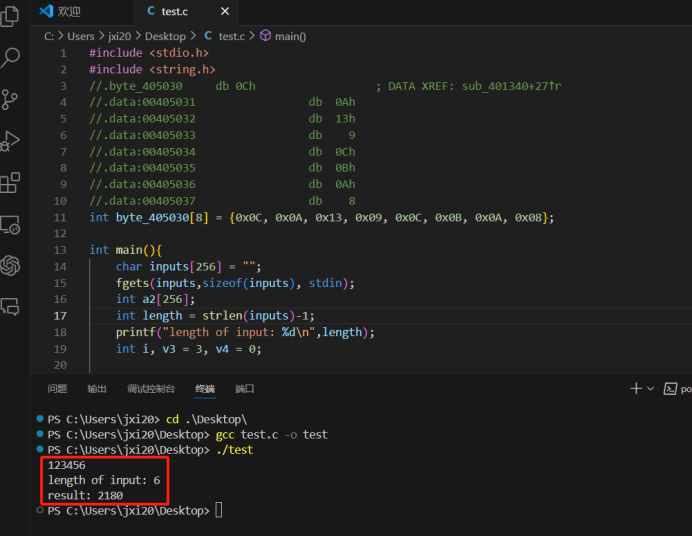 欢迎
C test.c ×
C: > Users > jxi20 > Desktop > C test.c > main()
1 #include <stdio.h>
2 #include <string.h>
3 //.byte_405030 db 0Ch ; DATA XREF: sub_401340+27↑r
4 //.data:00405031 db 0Ah
5 //.data:00405032 db 13h
6 //.data:00405033 db 9
7 //.data:00405034 db 0Ch
8 //.data:00405035 db 0Bh
9 //.data:00405036 db 0Ah
10 //.data:00405037 db 8
11 int byte_405030[8] = {0x0C, 0x0A, 0x13, 0x09, 0x0C, 0x0B, 0x0A, 0x08};
12
13 int main(){
14 char inputs[256] = "";
15 fgets(inputs,sizeof(inputs), stdin);
16 int a2[256];
17 int length = strlen(inputs)-1;
18 printf("length of input: %d\n",length);
19 int i, v3 = 3, v4 = 0;
20
问题 输出 调试控制台 终端 端口
po
PS C:\Users\jxi20> cd .\Desktop\
PS C:\Users\jxi20\Desktop> gcc test.c -o test
PS C:\Users\jxi20\Desktop> ./test
123456
length of input: 6
result: 2180
PS C:\Users\jxi20\Desktop>